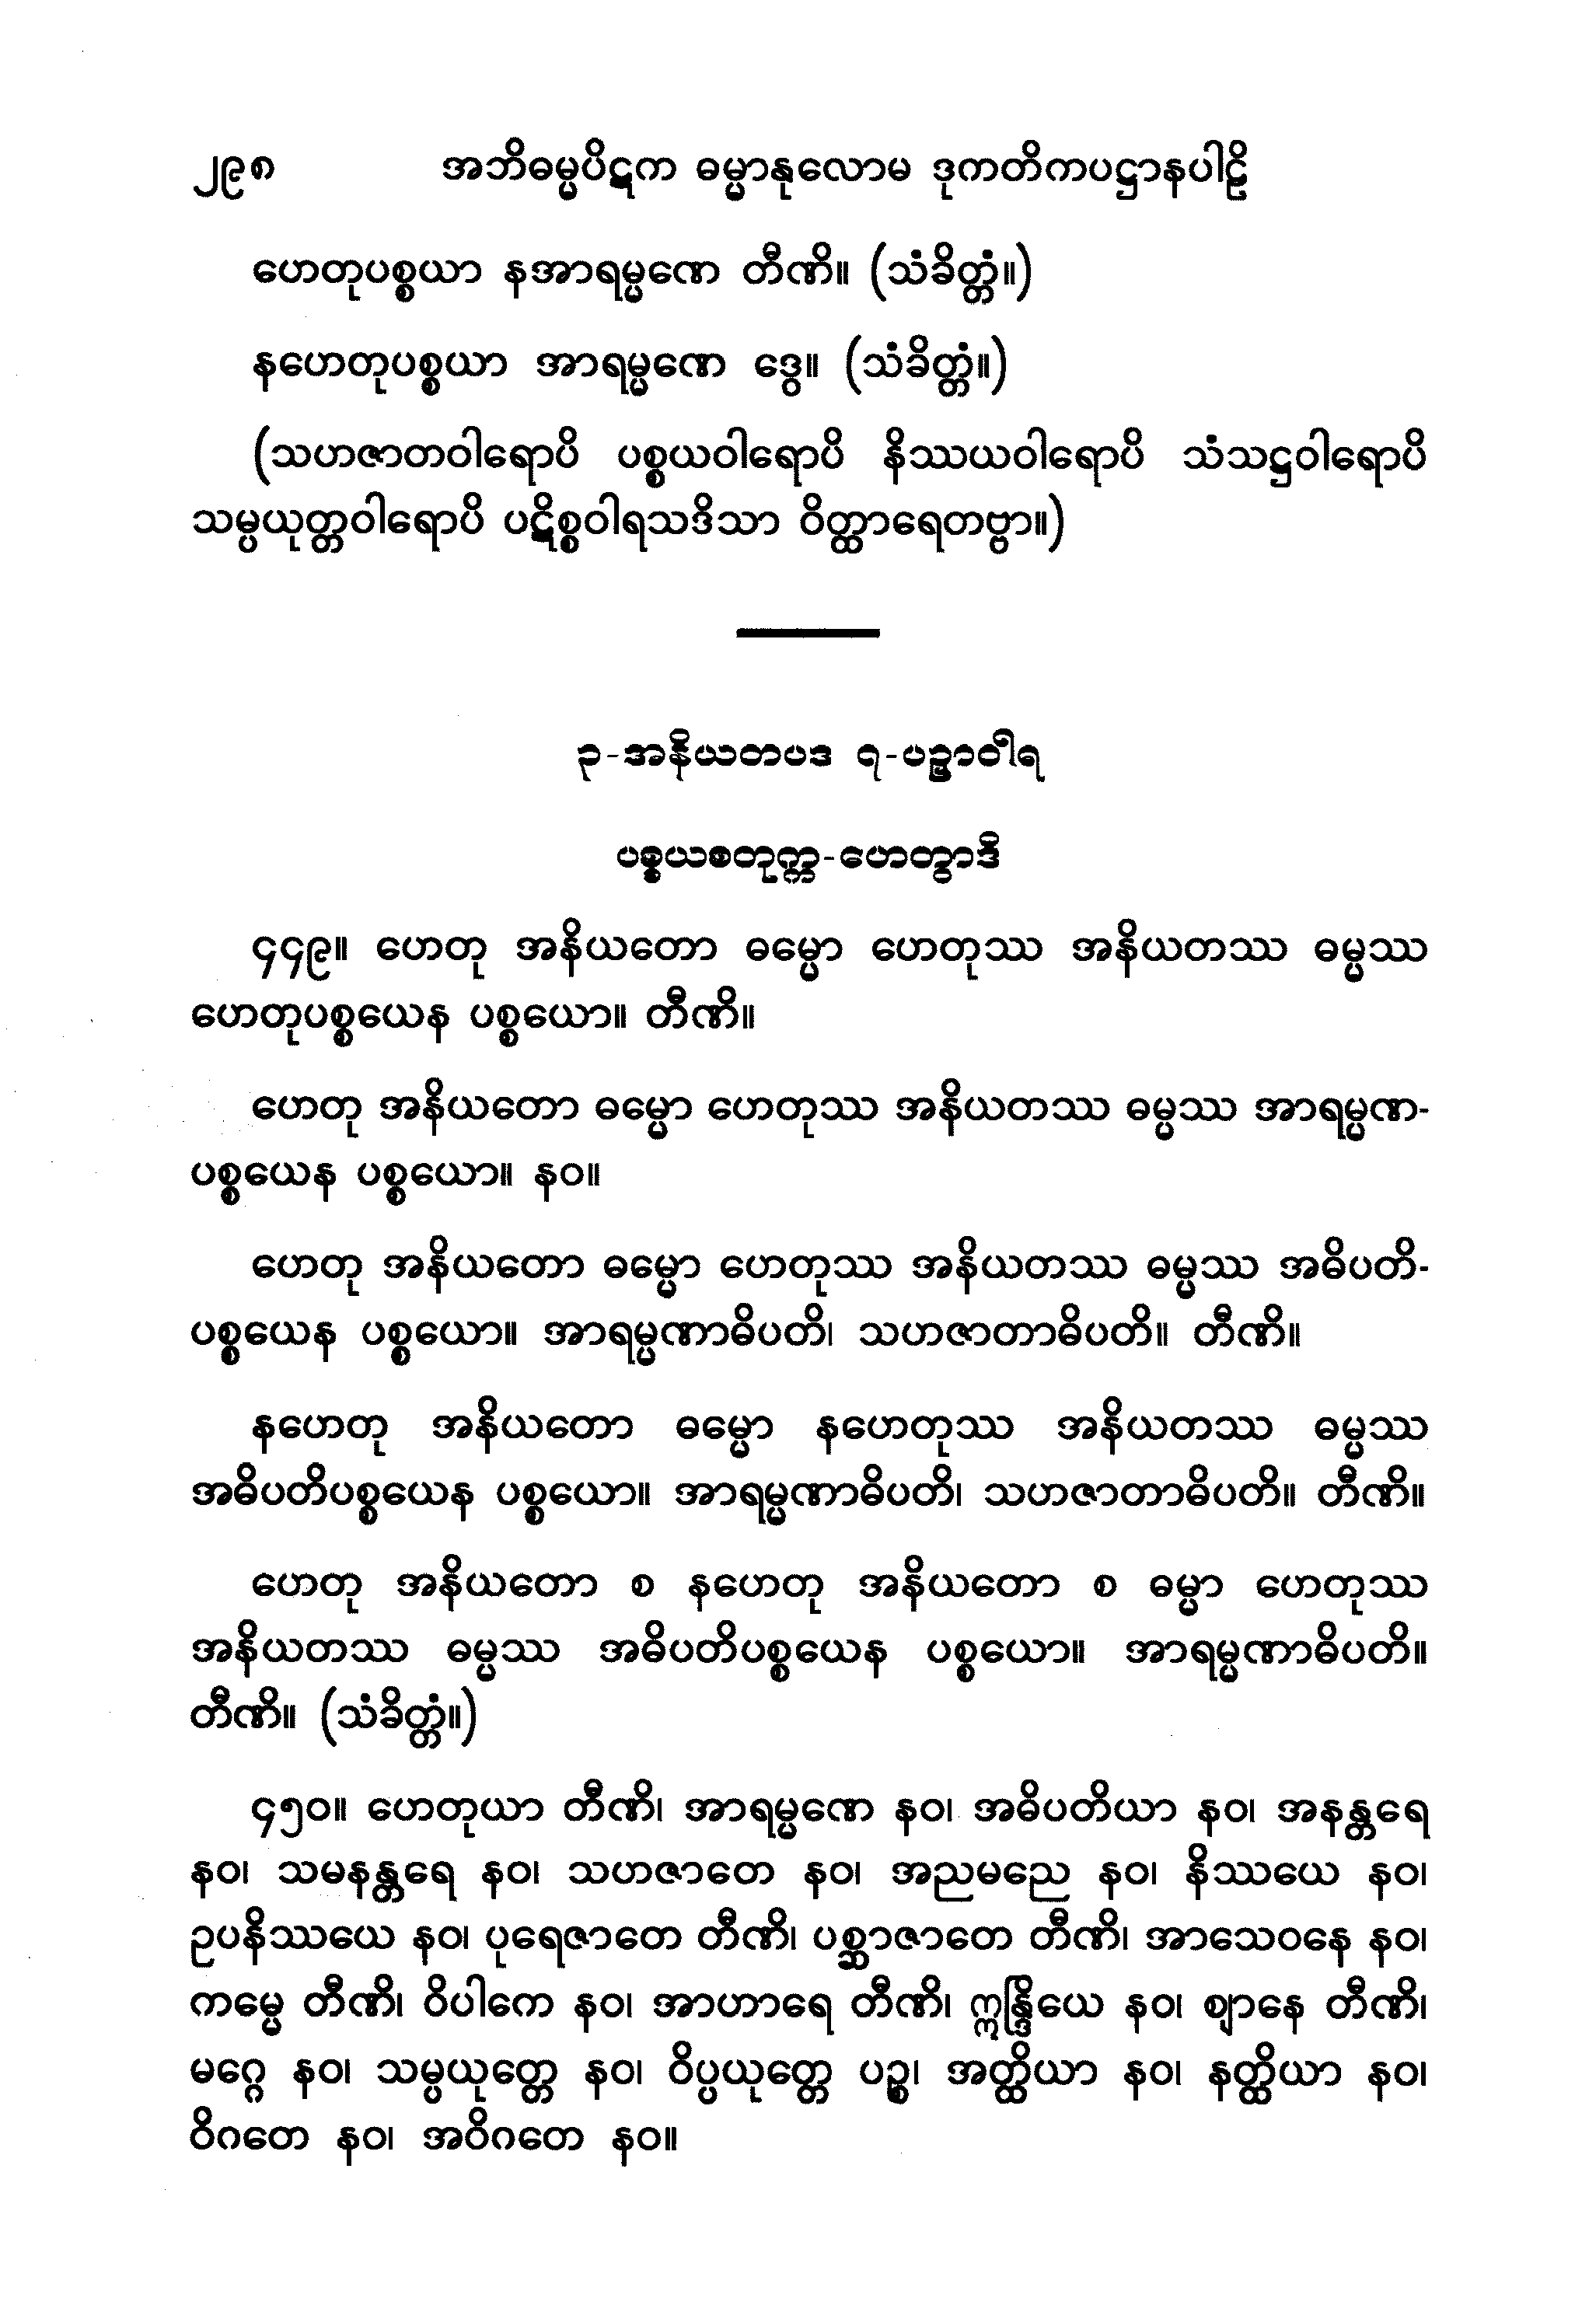 ၂၉၈ အဘိဓမ္မပိဋက ဓမ္မာနုလောမ ဒုကတိကပဋ္ဌာနပါဠိ
ဟေတုပစ္စယာ နအာရမ္မဏေ တီဏိ။ (သံခိတ္တံ။)
နဟေတုပစ္စယာ အာရမ္မဏေ ဒွေ။ (သံခိတ္တံ။)
(သဟဇာတဝါရောပိ ပစ္စယဝါရောပိ နိဿယဝါရောပိ သံသဋ္ဌဝါရောပိ
သမ္ပယုတ္တဝါရောပိ ပဋိစ္စဝါရသဒိသာ ဝိတ္ထာရေတဗ္ဗာ။)
၃-အနိယတပဒ ၇-ပဉှာဝါရ
ပစ္စယစတုက္က-ဟေတွာဒိ
၄၄၉။ ဟေတု အနိယတော ဓမ္မော ဟေတုဿ အနိယတဿ ဓမ္မဿ
ဟေတုပစ္စယေန ပစ္စယော။ တီဏိ။
ဟေတု အနိယတော ဓမ္မော ဟေတုဿ အနိယတဿ ဓမ္မဿ အာရမ္မဏ-
ပစ္စယေန ပစ္စယော။ နဝ။
ဟေတု အနိယတော ဓမ္မော ဟေတုဿ အနိယတဿ ဓမ္မဿ အဓိပတိ-
ပစ္စယေန ပစ္စယော။ အာရမ္မဏာဓိပတိ၊ သဟဇာတာဓိပတိ။ တီဏိ။
နဟေတု အနိယတော ဓမ္မော နဟေတုဿ အနိယတဿ ဓမ္မဿ
အဓိပတိပစ္စယေန ပစ္စယော။ အာရမ္မဏာဓိပတိ၊ သဟဇာတာဓိပတိ။ တီဏိ။
ဟေတု အနိယတော စ နဟေတု အနိယတော စ ဓမ္မာ ဟေတုဿ
အနိယတဿ ဓမ္မဿ အဓိပတိပစ္စယေန ပစ္စယော။ အာရမ္မဏာဓိပတိ။
တီဏိ။ (သံခိတ္တံ။)
၄၅၀။ ဟေတုယာ တီဏိ၊ အာရမ္မဏေ နဝ၊ အဓိပတိယာ နဝ၊ အနန္တရေ
နဝ၊ သမနန္တရေ နဝ၊ သဟဇာတေ နဝ၊ အညမညေ နဝ၊ နိဿယေ နဝ၊
ဥပနိဿယေ နဝ၊ ပုရေဇာတေ တီဏိ၊ ပစ္ဆာဇာတေ တီဏိ၊ အာသေဝနေ နဝ၊
ကမ္မေ တီဏိ၊ ဝိပါကေ နဝ၊ အာဟာရေ တီဏိ၊ ဣန္ဒြိယေ နဝ၊ ဈာနေ တီဏိ၊
မဂ္ဂေ နဝ၊ သမ္ပယုတ္တေ နဝ၊ ဝိပ္ပယုတ္တေ ပဉ္စ၊ အတ္ထိယာ နဝ၊ နတ္ထိယာ နဝ၊
ဝိဂတေ နဝ၊ အဝိဂတေ နဝ။